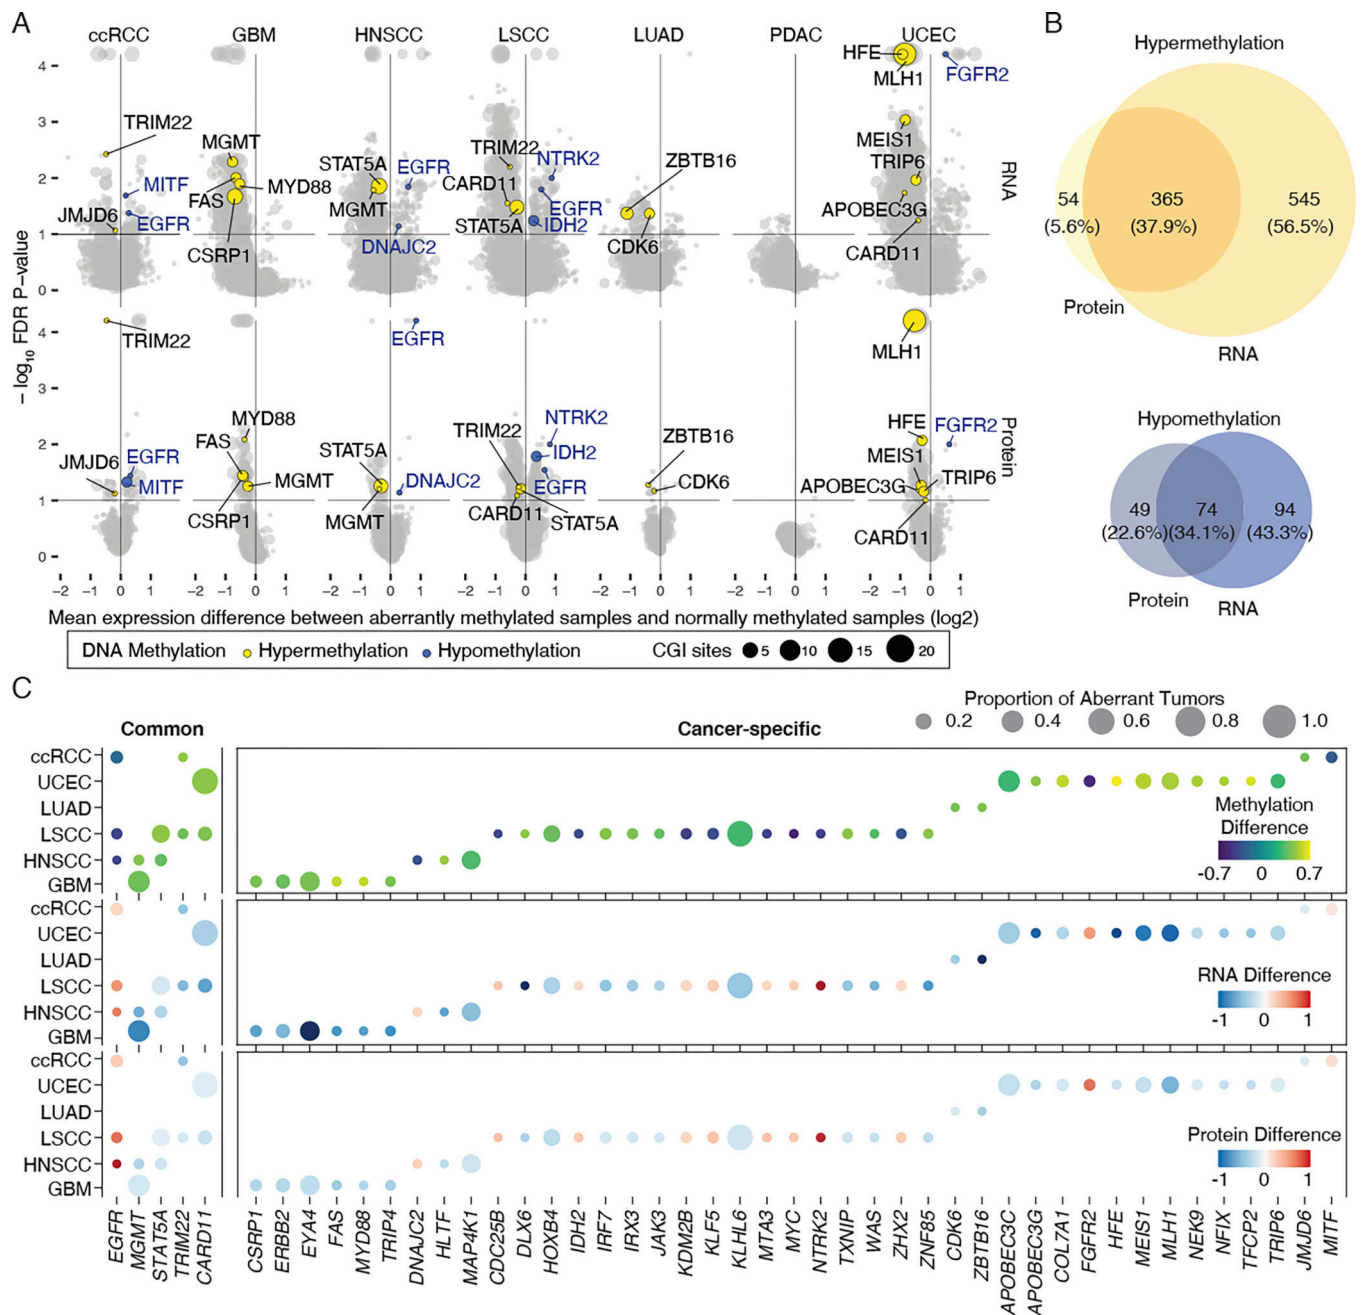 A
ccRCC GBM HNSCC LSCC LUAD PDAC UCEC
− log10 FDR P-value
4
3
2
1
0
TRIM22
MITF
JMJD6
EGFR
MGMT
MYD88
FAS
CSRP1
STAT5A
EGFR
MGMT
DNAJC2
TRIM22
NTRK2
CARD11
EGFR
STAT5A
IDH2
ZBTB16
CDK6
HFE
MLH1
FGFR2
MEIS1
TRIP6
APOBEC3G
CARD11
RNA
4
3
2
1
0
TRIM22
JMJD6
EGFR
MITF
MYD88
FAS
MGMT
CSRP1
EGFR
STAT5A
DNAJC2
MGMT
NTRK2
TRIM22
IDH2
EGFR
CARD11
STAT5A
ZBTB16
CDK6
MLH1
HFE
FGFR2
MEIS1
TRIP6
APOBEC3G
CARD11
Protein
−2 −1 0 1 −2 −1 0 1 −2 −1 0 1 −2 −1 0 1 −2 −1 0 1 −2 −1 0 1 −2 −1 0 1
Mean expression difference between aberrantly methylated samples and normally methylated samples (log2)
DNA Methylation Hypermethylation Hypomethylation CGI sites 5 10 15 20
B
Hypermethylation
54 365 545
(5.6%) (37.9%) (56.5%)
Protein
RNA
Hypomethylation
49 74 94
(22.6%) (34.1%) (43.3%)
Protein RNA
C
Common
Cancer-specific
Proportion of Aberrant Tumors
0.2 0.4 0.6 0.8 1.0
ccRCC
UCEC
LUAD
LSCC
HNSCC
GBM
Methylation
Difference
-0.7 0 0.7
ccRCC
UCEC
LUAD
LSCC
HNSCC
GBM
RNA Difference
-1 0 1
ccRCC
UCEC
LUAD
LSCC
HNSCC
GBM
Protein Difference
-1 0 1
EGFR
MGMT
STAT5A
TRIM22
CARD11
CSRP1
ERBB2
EYA4
FAS
MYD88
TRIP4
DNAJC2
HLTF
MAP4K1
CDC25B
DLX6
HOXB4
IDH2
IRF7
IRX3
JAK3
KDM2B
KLF5
KLHL6
MTA3
MYC
NTRK2
TXNIP
WAS
ZHX2
ZNF85
CDK6
ZBTB16
APOBEC3C
APOBEC3G
COL7A1
FGFR2
HFE
MEIS1
MLH1
NEK9
NFIX
TFCP2
TRIP6
JMJD6
MITF